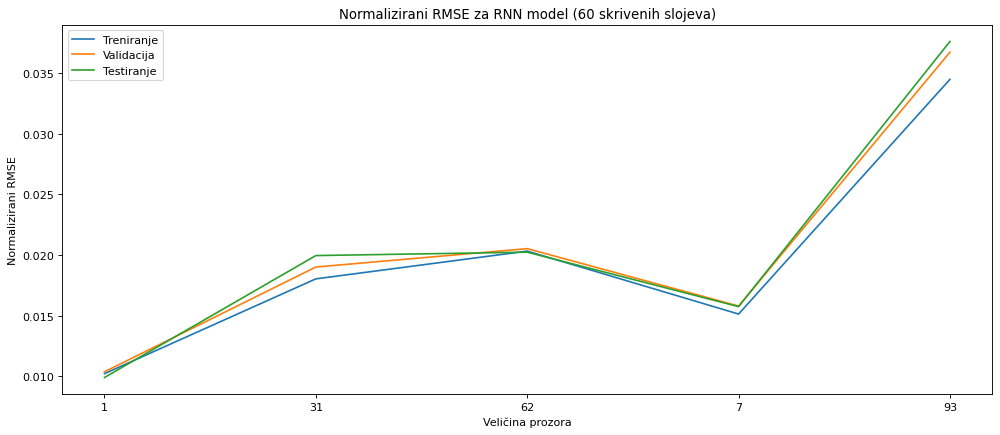 Normalizirani RMSE za RNN model (60 skrivenih slojeva)
Treniranje
Validacija
Testiranje
0.035
0.030
0.025
0.020
0.015
0.010
Normalizirani RMSE
1 31 62 7 93
Veličina prozora